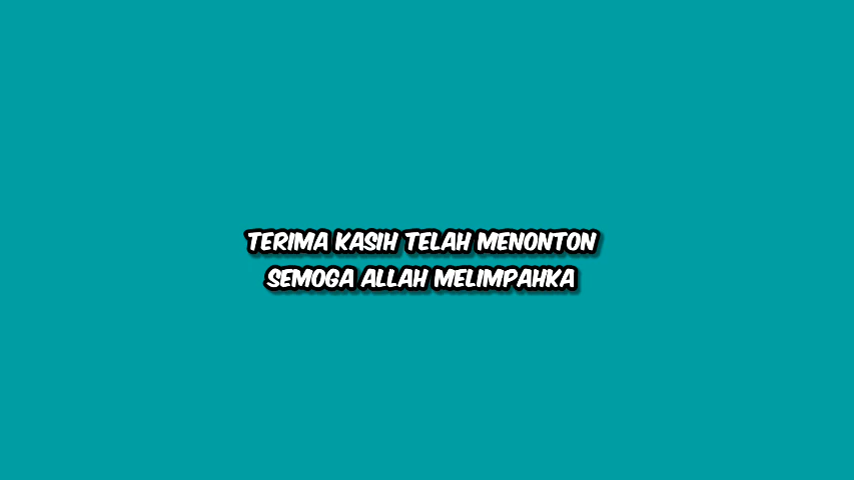 TERIMA KASIH TELAH MENONTON
SEMOGA ALLAH MELIMPAHKA